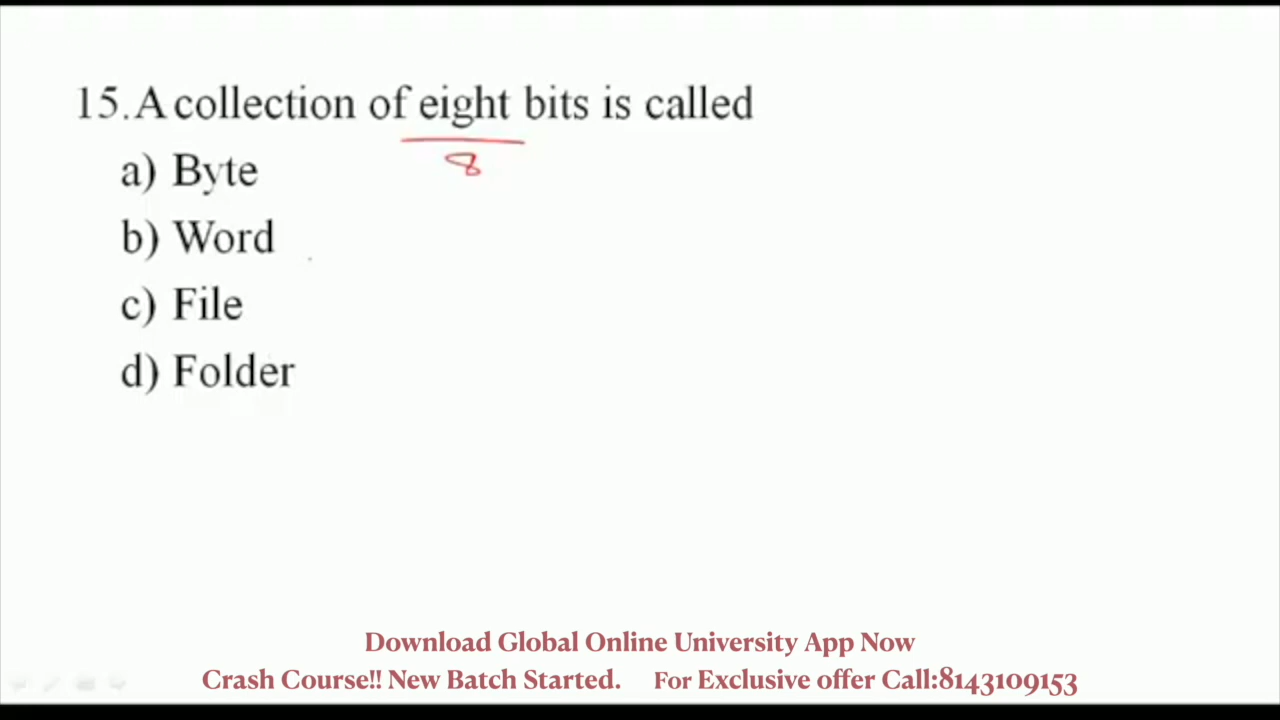 15. A collection of eight bits is called
8
a) Byte
b) Word
c) File
d) Folder
Download Global Online University App Now
Crash Course!! New Batch Started. For Exclusive offer Call:8143109153